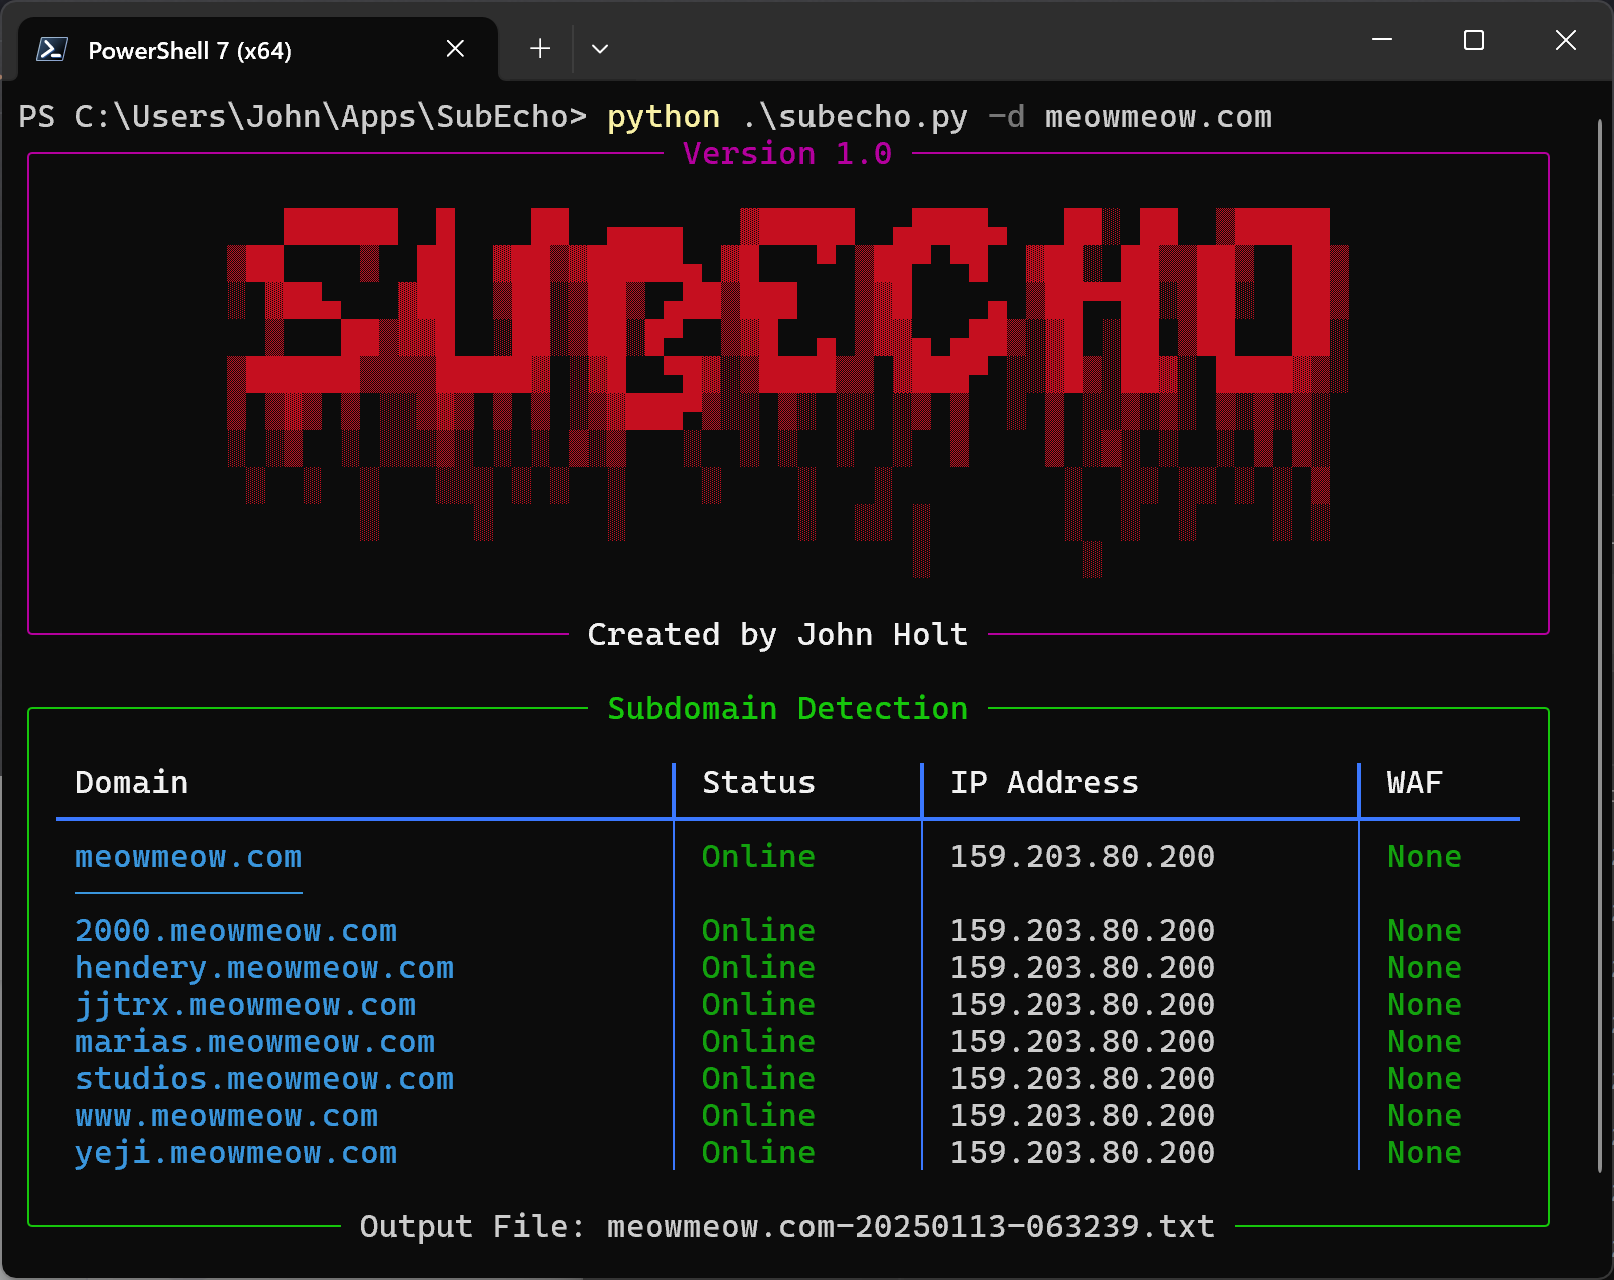 PowerShell 7 (x64)
PS C:\Users\John\Apps\SubEcho> python .\subecho.py -d meowmeow.com
Version 1.0
SUBECHO
Created by John Holt
Subdomain Detection
Domain Status IP Address WAF
meowmeow.com Online 159.203.80.200 None
2000.meowmeow.com Online 159.203.80.200 None
hendery.meowmeow.com Online 159.203.80.200 None
jjtrx.meowmeow.com Online 159.203.80.200 None
marias.meowmeow.com Online 159.203.80.200 None
studios.meowmeow.com Online 159.203.80.200 None
www.meowmeow.com Online 159.203.80.200 None
yeji.meowmeow.com Online 159.203.80.200 None
Output File: meowmeow.com-20250113-063239.txt